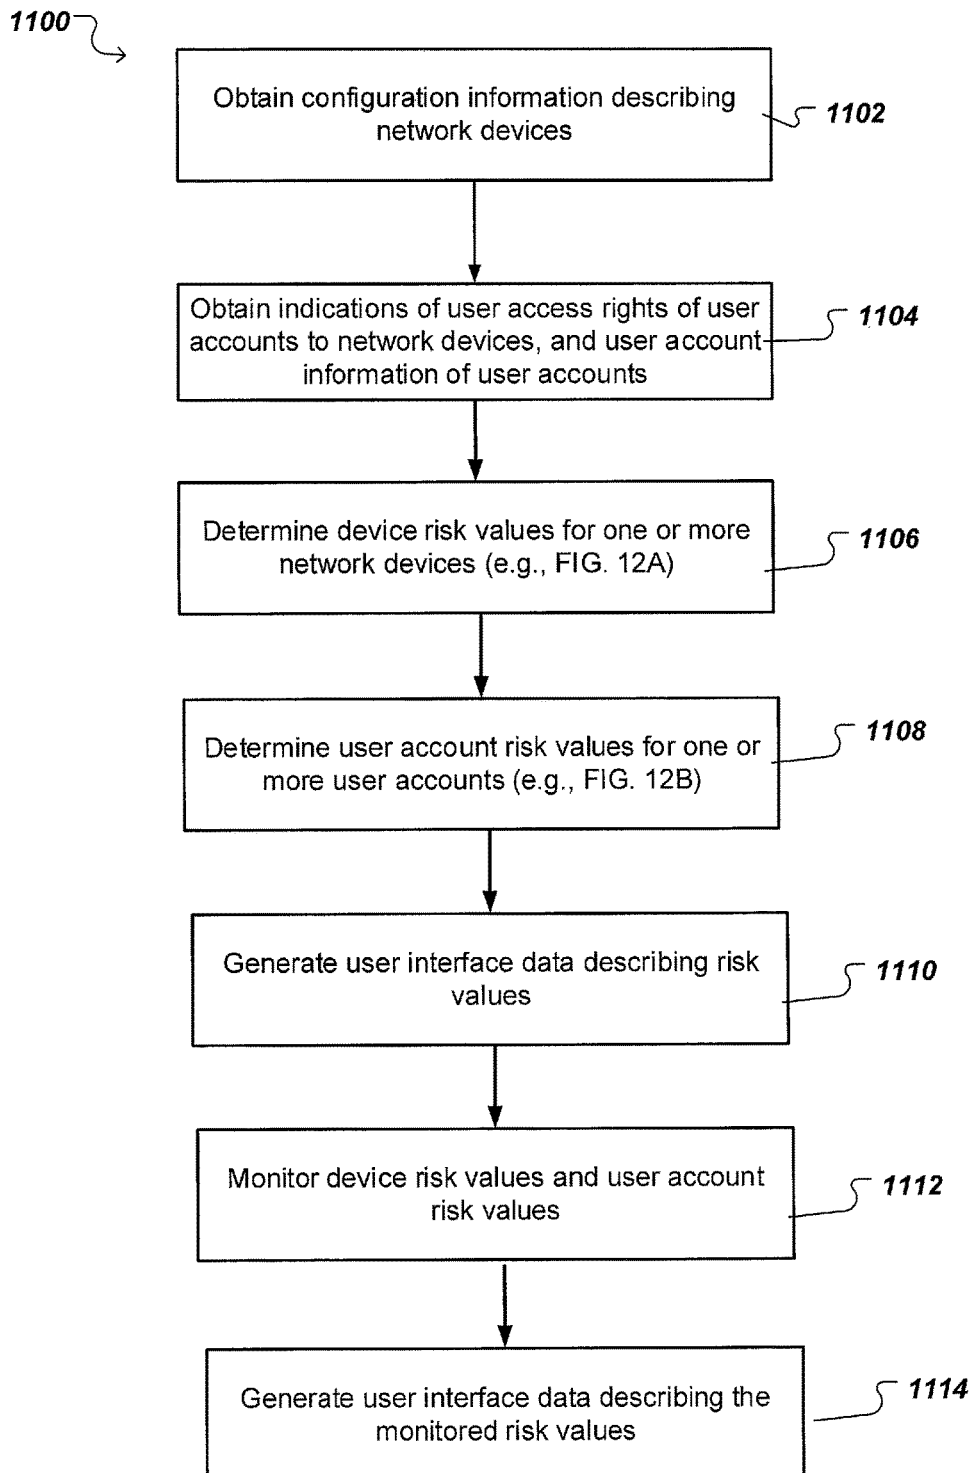 1100
Obtain configuration information describing
network devices
1102
Obtain indications of user access rights of user
accounts to network devices, and user account
information of user accounts
1104
Determine device risk values for one or more
network devices (e.g., FIG. 12A)
1106
Determine user account risk values for one or
more user accounts (e.g., FIG. 12B)
1108
Generate user interface data describing risk
values
1110
Monitor device risk values and user account
risk values
1112
Generate user interface data describing the
monitored risk values
1114